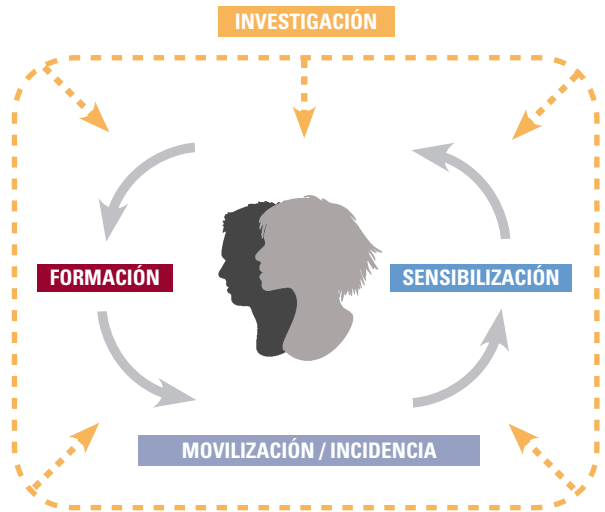 INVESTIGACIÓN
FORMACIÓN
SENSIBILIZACIÓN
MOVILIZACIÓN / INCIDENCIA